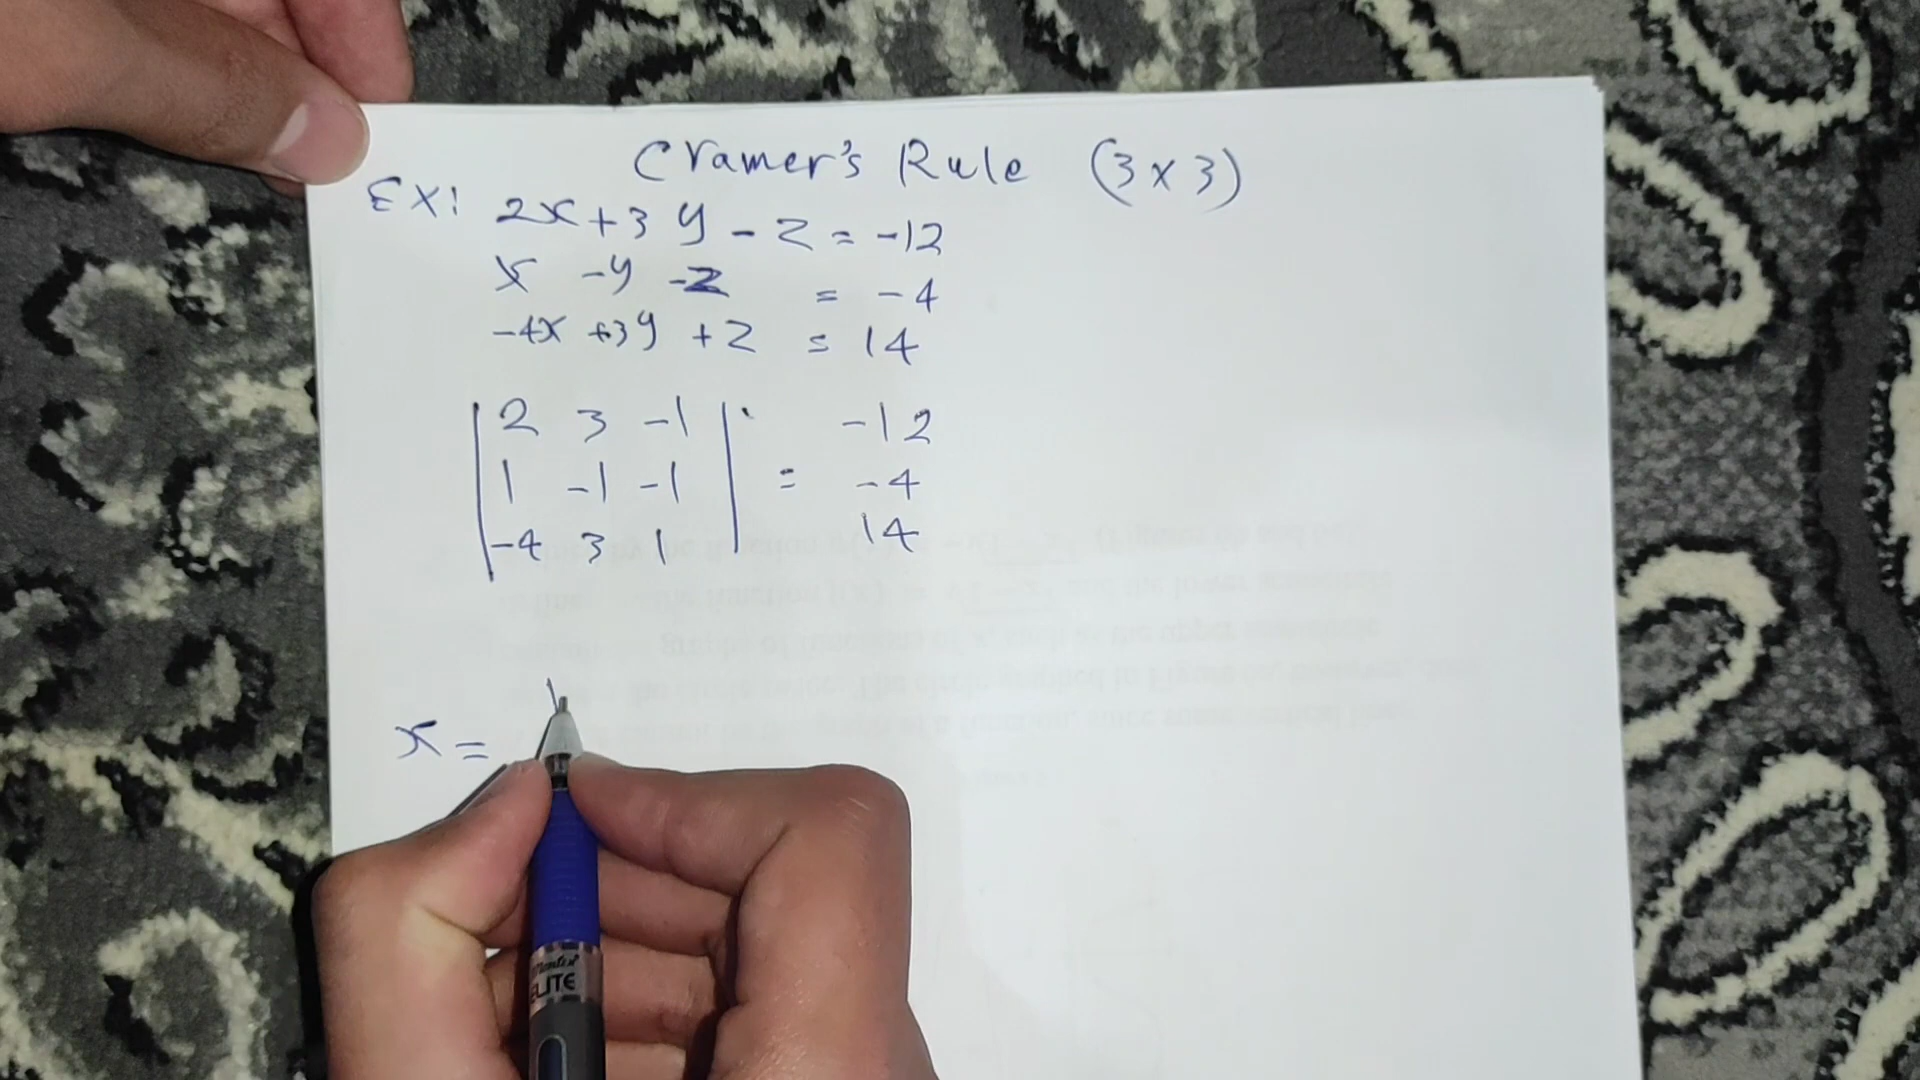 Cramer's Rule (3x3)
Ex: 2x+3y-z=-12
x -y -z = -4
-4x +3y +z = 14
2 3 -1 -12
1 -1 -1 = -4
-4 3 1 14
x =
ELITE